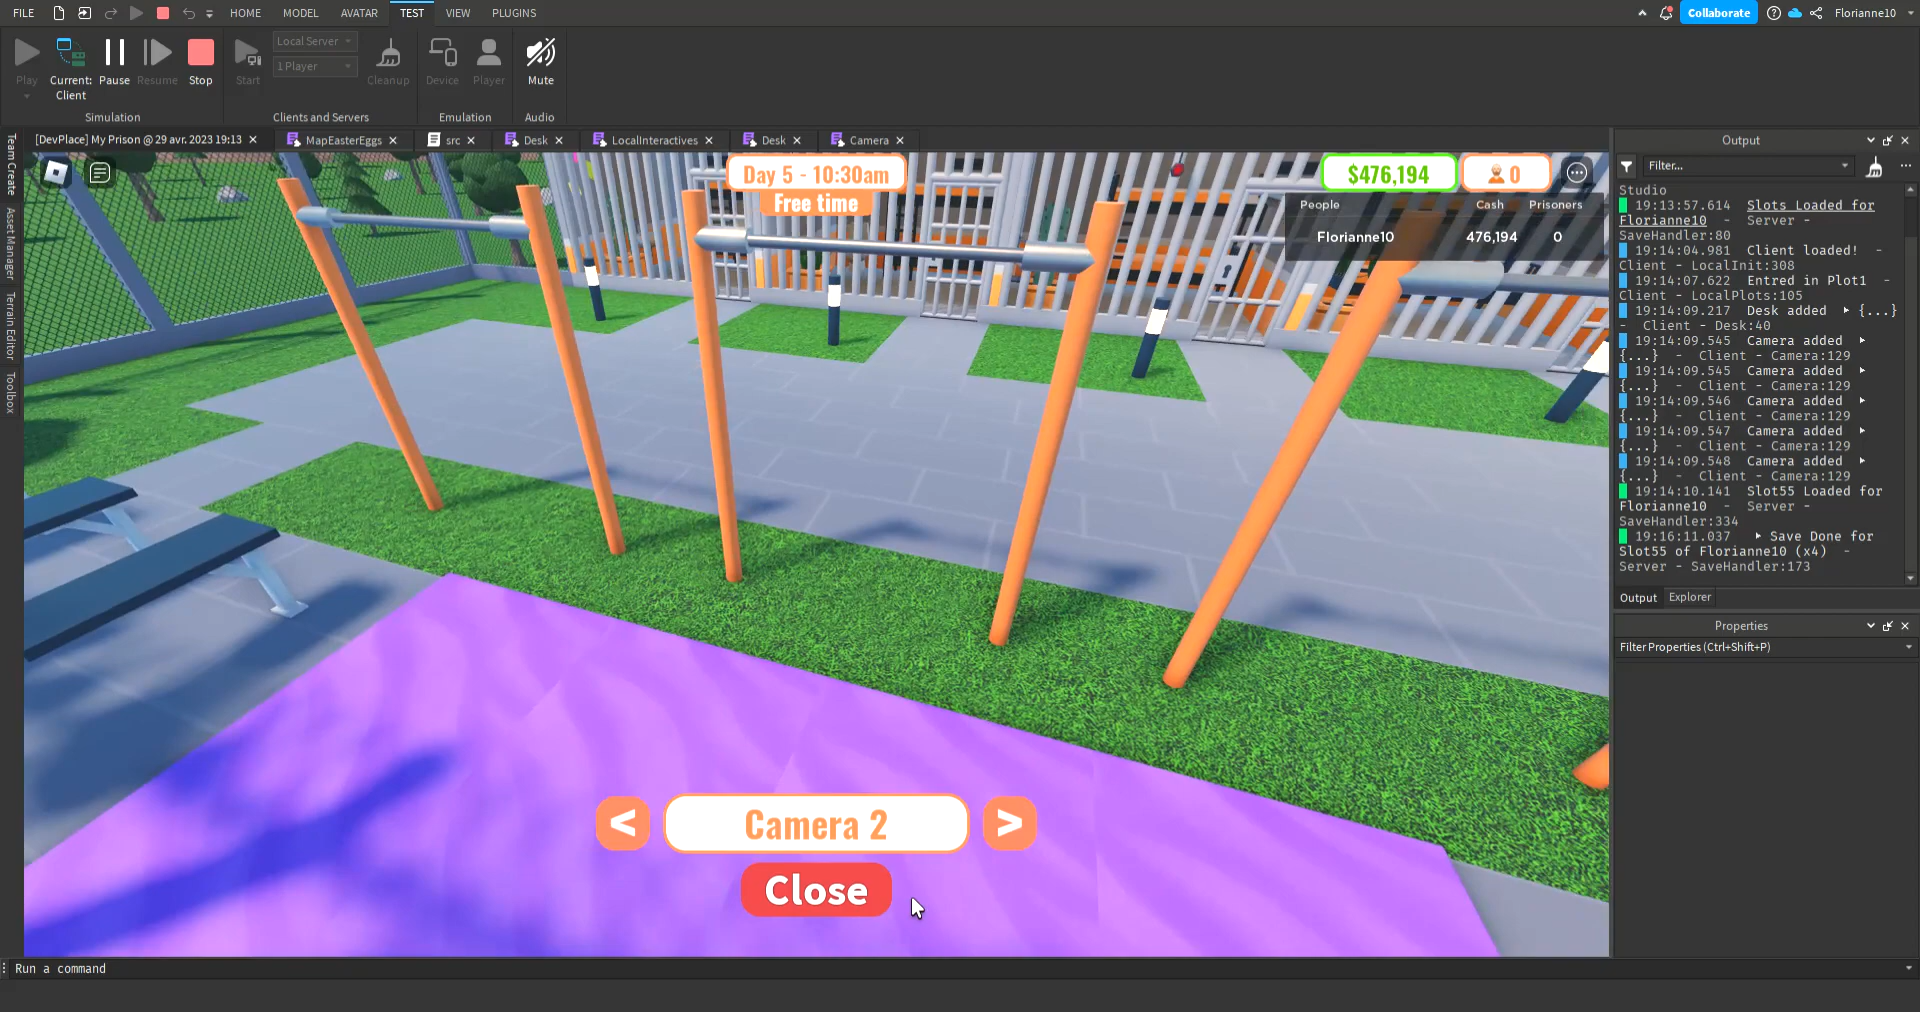 FILE HOME MODEL AVATAR TEST VIEW PLUGINS Collaborate Florianne10
Play Current: Client Pause Resume Stop Start Local Server 1 Player Cleanup Device Player Mute
Simulation Clients and Servers Emulation Audio
[DevPlace] My Prison @ 29 avr. 2023 19:13 MapEasterEggs src Desk LocalInteractives Desk Camera
Team Create
Asset Manager
Terrain Editor
Toolbox
Day 5 - 10:30am
Free time
$476,194
0
People Cash Prisoners
Florianne10 476,194 0
< Camera 2 >
Close
Output
Filter...
Studio
19:13:57.614 Slots Loaded for
Florianne10 - Server -
SaveHandler:80
19:14:04.981 Client loaded! -
Client - LocalInit:308
19:14:07.622 Entred in Plot1 -
Client - LocalPlots:105
19:14:09.217 Desk added {...}
- Client - Desk:40
19:14:09.545 Camera added
{...} - Client - Camera:129
19:14:09.545 Camera added
{...} - Client - Camera:129
19:14:09.546 Camera added
{...} - Client - Camera:129
19:14:09.547 Camera added
{...} - Client - Camera:129
19:14:09.548 Camera added
{...} - Client - Camera:129
19:14:10.141 Slot55 Loaded for
Florianne10 - Server -
SaveHandler:334
19:16:11.037 Save Done for
Slot55 of Florianne10 (x4) -
Server - SaveHandler:173
Output Explorer
Properties
Filter Properties (Ctrl+Shift+P)
Run a command